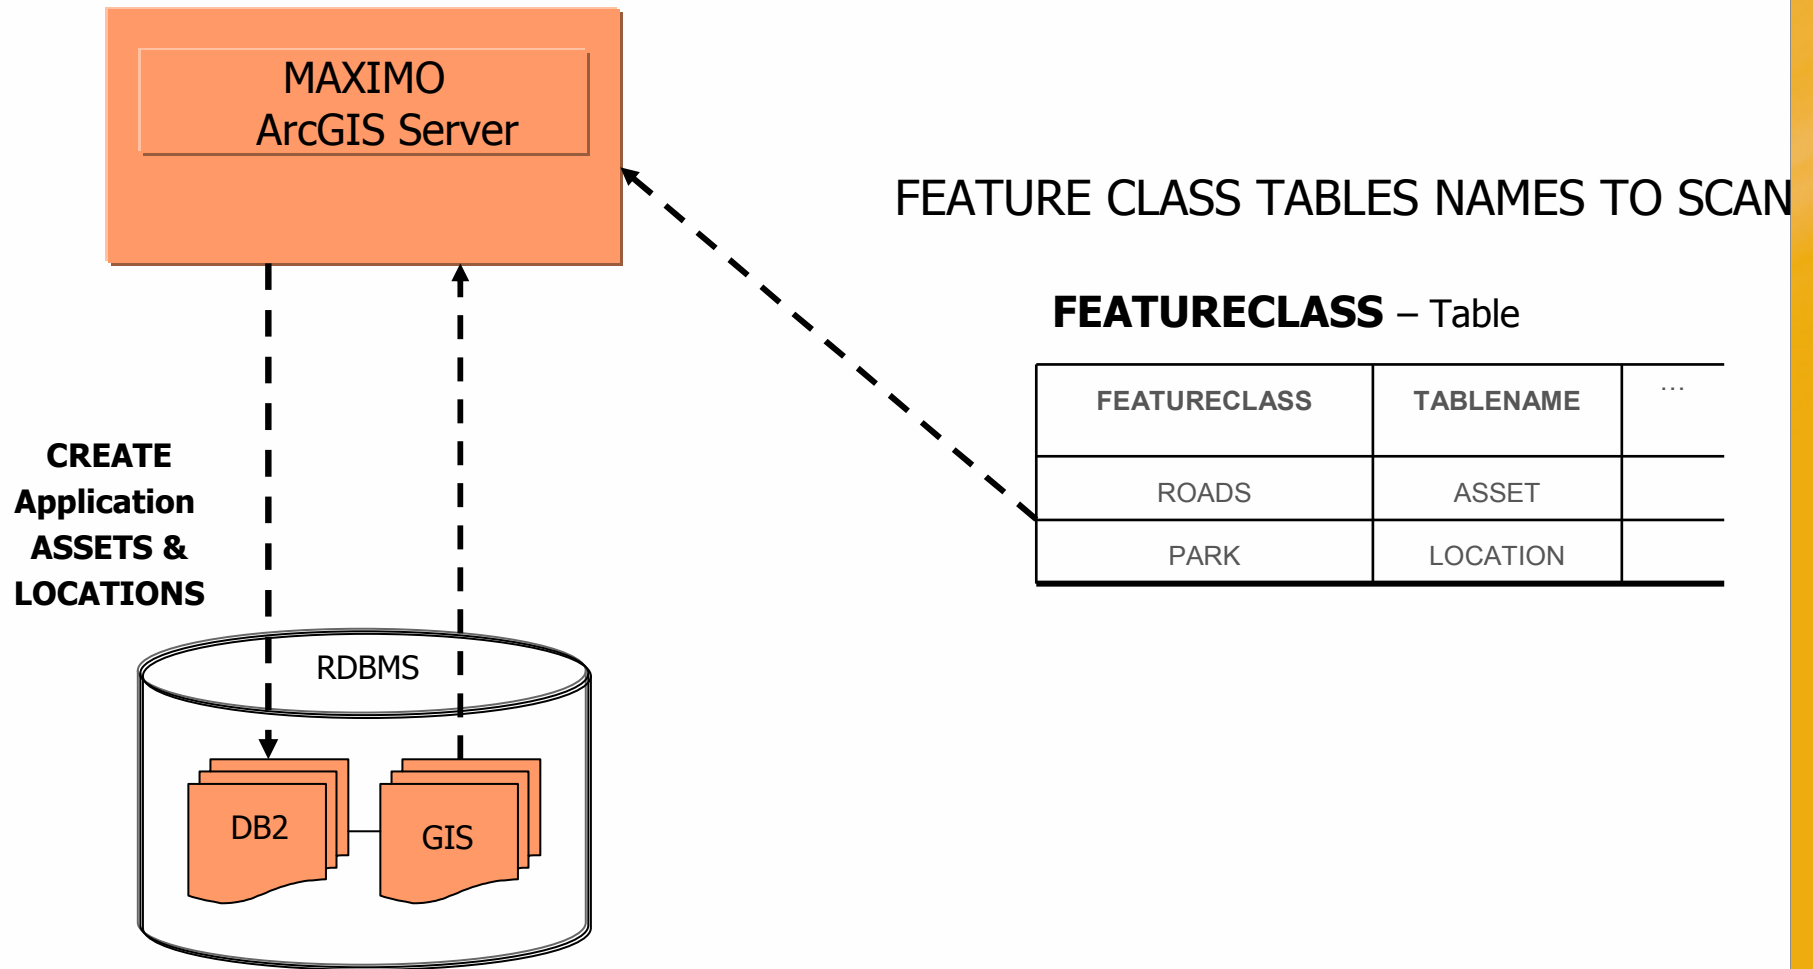 MAXIMO
ArcGIS Server
FEATURE CLASS TABLES NAMES TO SCAN
FEATURECLASS – Table
FEATURECLASS TABLENAME ...
ROADS ASSET
PARK LOCATION
CREATE
Application
ASSETS &
LOCATIONS
RDBMS
DB2 GIS